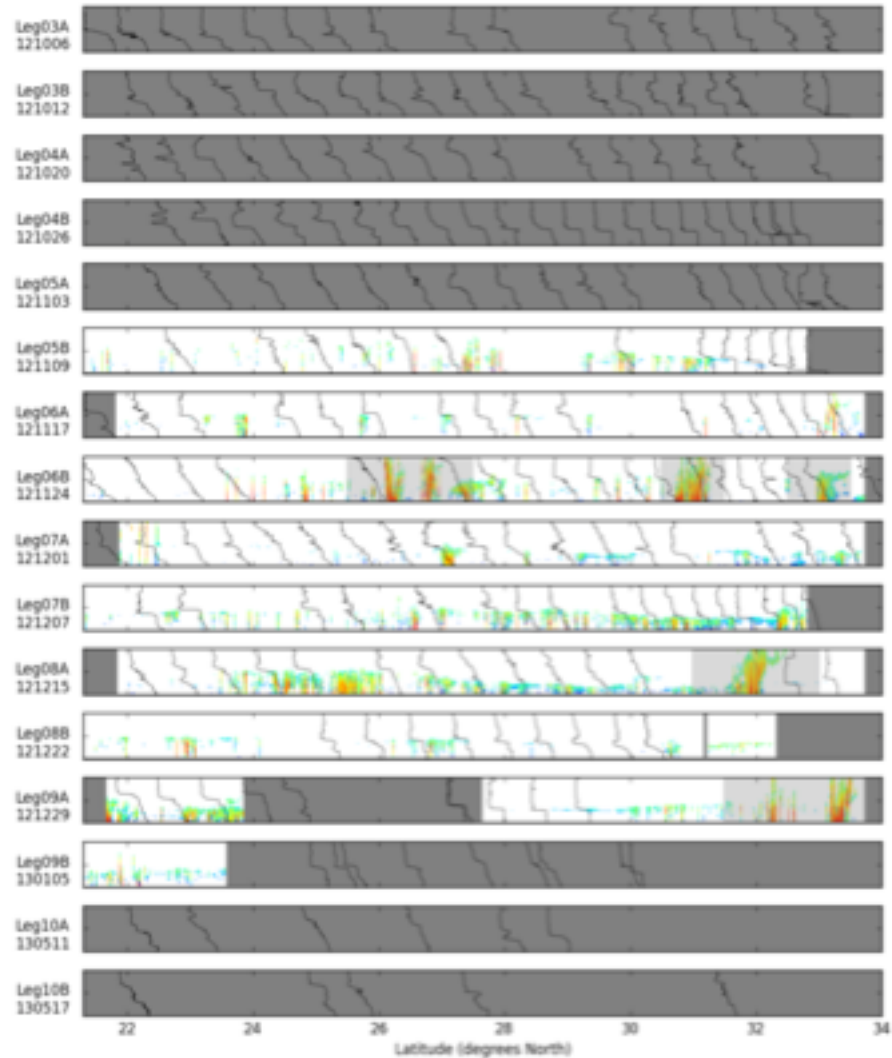 Leg03A
121006
Leg03B
121012
Leg04A
121020
Leg04B
121026
Leg05A
121103
Leg05B
121109
Leg06A
121117
Leg06B
121124
Leg07A
121201
Leg07B
121207
Leg08A
121215
Leg08B
121222
Leg09A
121229
Leg09B
130105
Leg10A
130511
Leg10B
130517
22 24 26 28 30 32 34
Latitude (degrees North)